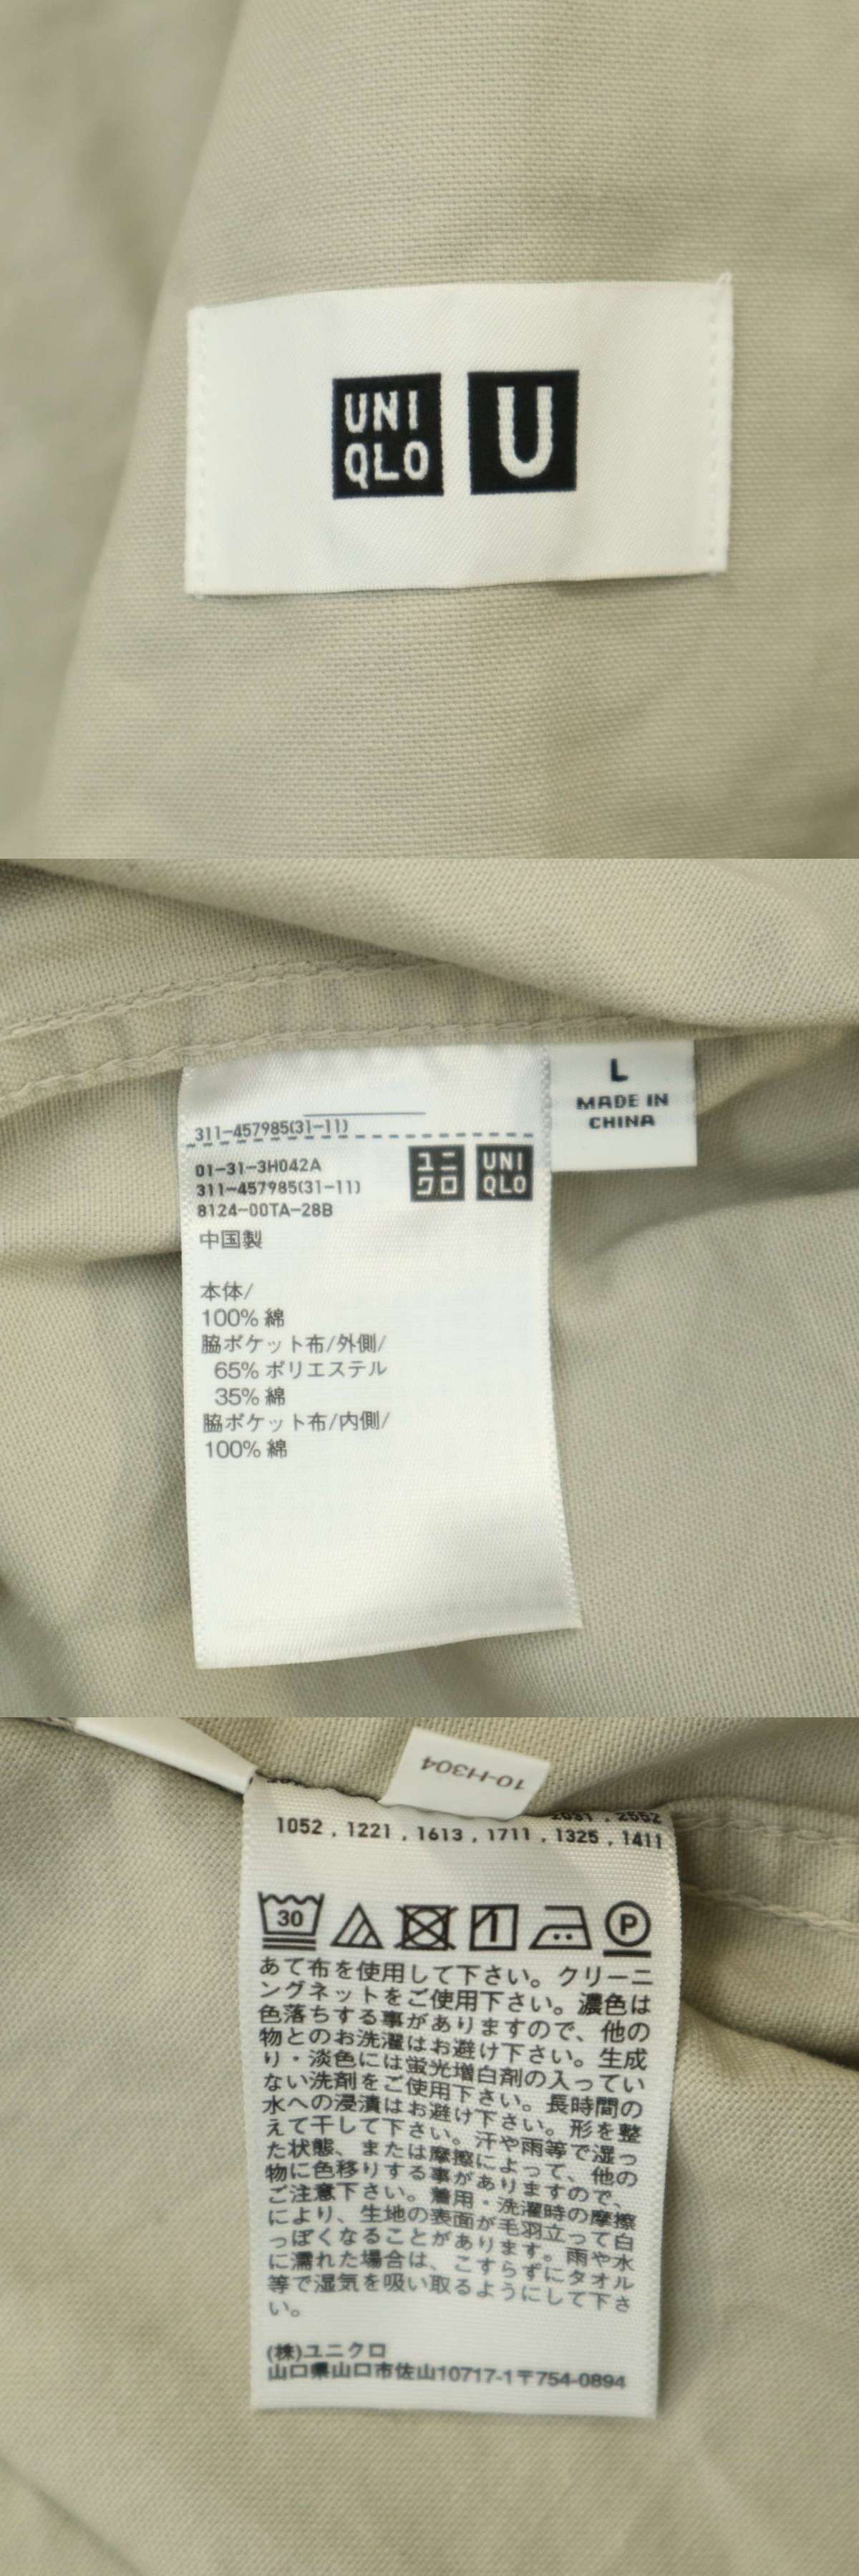 UNI
QLO
U
L
MADE IN
CHINA
311-457985(31-11)
01-31-3H042A
311-457985(31-11)
8124-00TA-28B
ユニ
クロ
UNI
QLO
中国製
本体/
100% 綿
脇ポケット布/外側/
65% ポリエステル
35% 綿
脇ポケット布/内側/
100% 綿
10-H304
2031 , 2552
1052 , 1221 , 1613 , 1711 , 1325 , 1411
30
P
あて布を使用して下さい。クリーニ
ングネットをご使用下さい。濃色は
色落ちする事がありますので、他の
物とのお洗濯はお避け下さい。生成
り・淡色には蛍光増白剤の入ってい
ない洗剤をご使用下さい。長時間の
水への浸漬はお避け下さい。形を整
えて干して下さい。汗や雨等で湿っ
た状態、または摩擦によって、他の
物に色移りする事がありますので、
ご注意下さい。着用・洗濯時の摩擦
により、生地の表面が毛羽立って白
っぽくなることがあります。雨や水
に濡れた場合は、こすらずにタオル
等で湿気を吸い取るようにして下さ
い。
(株)ユニクロ
山口県山口市佐山10717-1〒754-0894